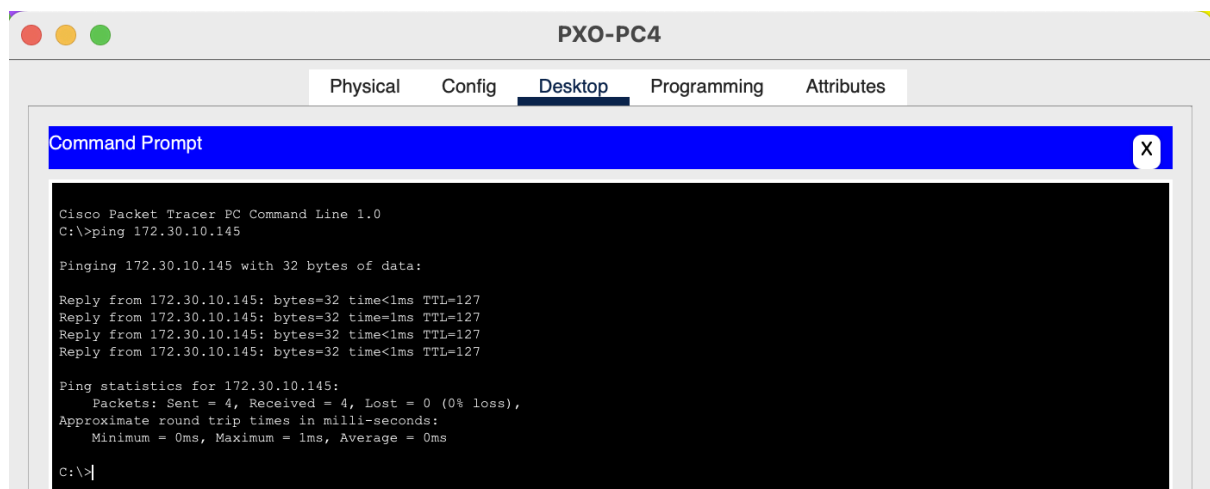 PXO-PC4
Physical Config Desktop Programming Attributes
Command Prompt
X
Cisco Packet Tracer PC Command Line 1.0
C:\>ping 172.30.10.145
Pinging 172.30.10.145 with 32 bytes of data:
Reply from 172.30.10.145: bytes=32 time<1ms TTL=127
Reply from 172.30.10.145: bytes=32 time=1ms TTL=127
Reply from 172.30.10.145: bytes=32 time<1ms TTL=127
Reply from 172.30.10.145: bytes=32 time<1ms TTL=127
Ping statistics for 172.30.10.145:
Packets: Sent = 4, Received = 4, Lost = 0 (0% loss),
Approximate round trip times in milli-seconds:
Minimum = 0ms, Maximum = 1ms, Average = 0ms
C:\>